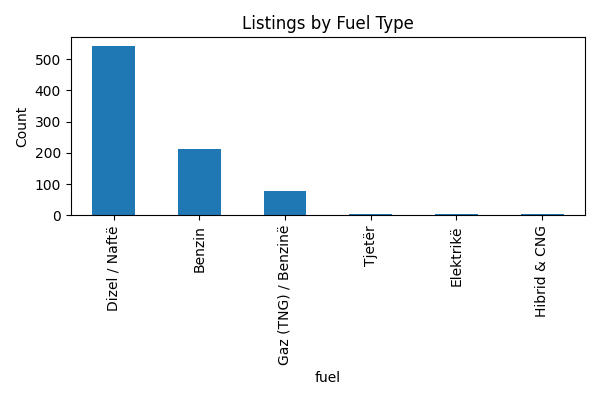 Listings by Fuel Type
Count
500
400
300
200
100
0
Dizel / Naftë
Benzin
Gaz (TNG) / Benzinë
Tjetër
Elektrikë
Hibrid & CNG
fuel